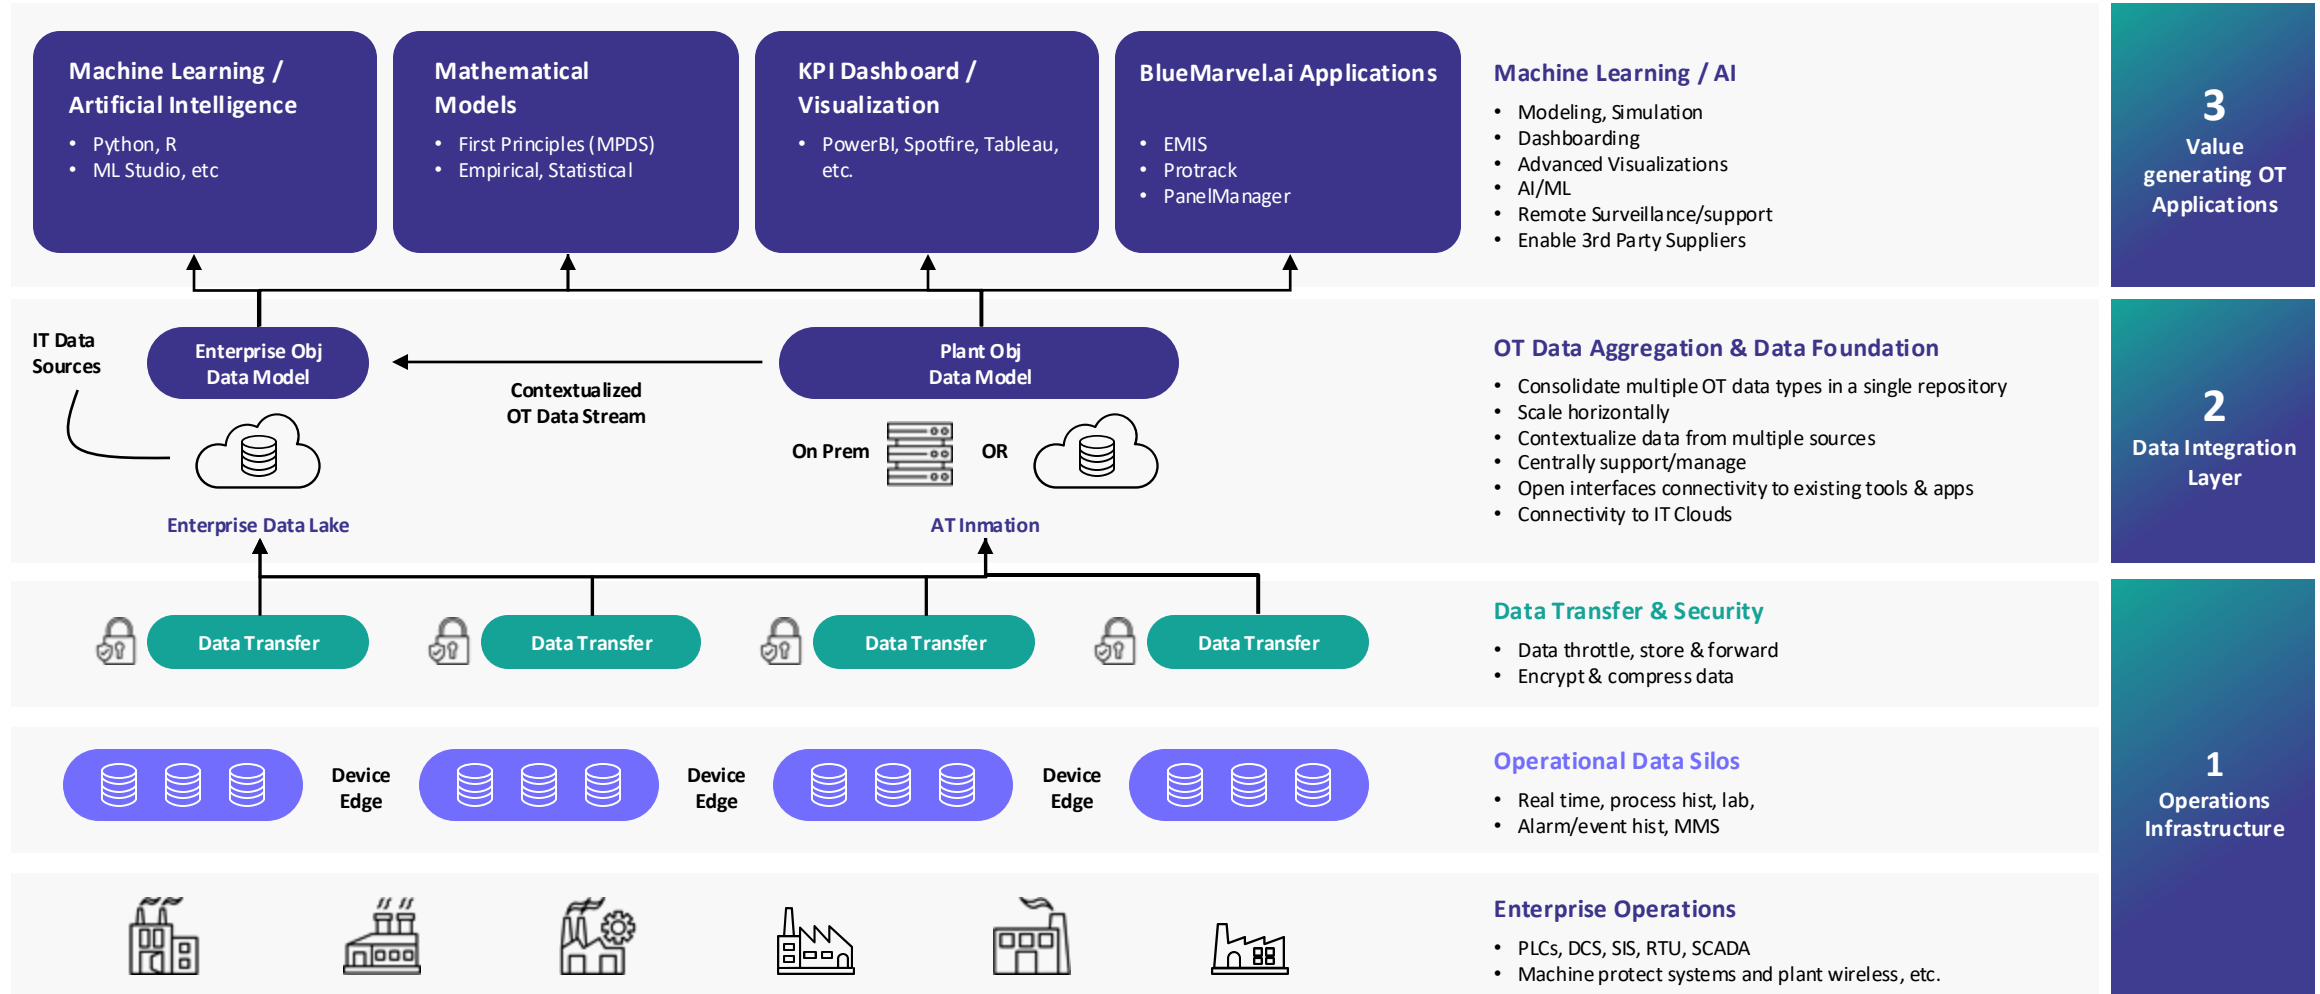 Machine Learning /
Artificial Intelligence
• Python, R
• ML Studio, etc
Mathematical
Models
• First Principles (MPDS)
• Empirical, Statistical
KPI Dashboard /
Visualization
• PowerBI, Spotfire, Tableau,
etc.
BlueMarvel.ai Applications
• EMIS
• Protrack
• PanelManager
Machine Learning / AI
• Modeling, Simulation
• Dashboarding
• Advanced Visualizations
• AI/ML
• Remote Surveillance/support
• Enable 3rd Party Suppliers
3
Value
generating OT
Applications
IT Data
Sources
Enterprise Obj
Data Model
Contextualized
OT Data Stream
Plant Obj
Data Model
On Prem
OR
Enterprise Data Lake
AT Inmation
OT Data Aggregation & Data Foundation
• Consolidate multiple OT data types in a single repository
• Scale horizontally
• Contextualize data from multiple sources
• Centrally support/manage
• Open interfaces connectivity to existing tools & apps
• Connectivity to IT Clouds
2
Data Integration
Layer
Data Transfer
Data Transfer
Data Transfer
Data Transfer
Data Transfer & Security
• Data throttle, store & forward
• Encrypt & compress data
Device
Edge
Device
Edge
Device
Edge
Operational Data Silos
• Real time, process hist, lab,
• Alarm/event hist, MMS
1
Operations
Infrastructure
Enterprise Operations
• PLCs, DCS, SIS, RTU, SCADA
• Machine protect systems and plant wireless, etc.